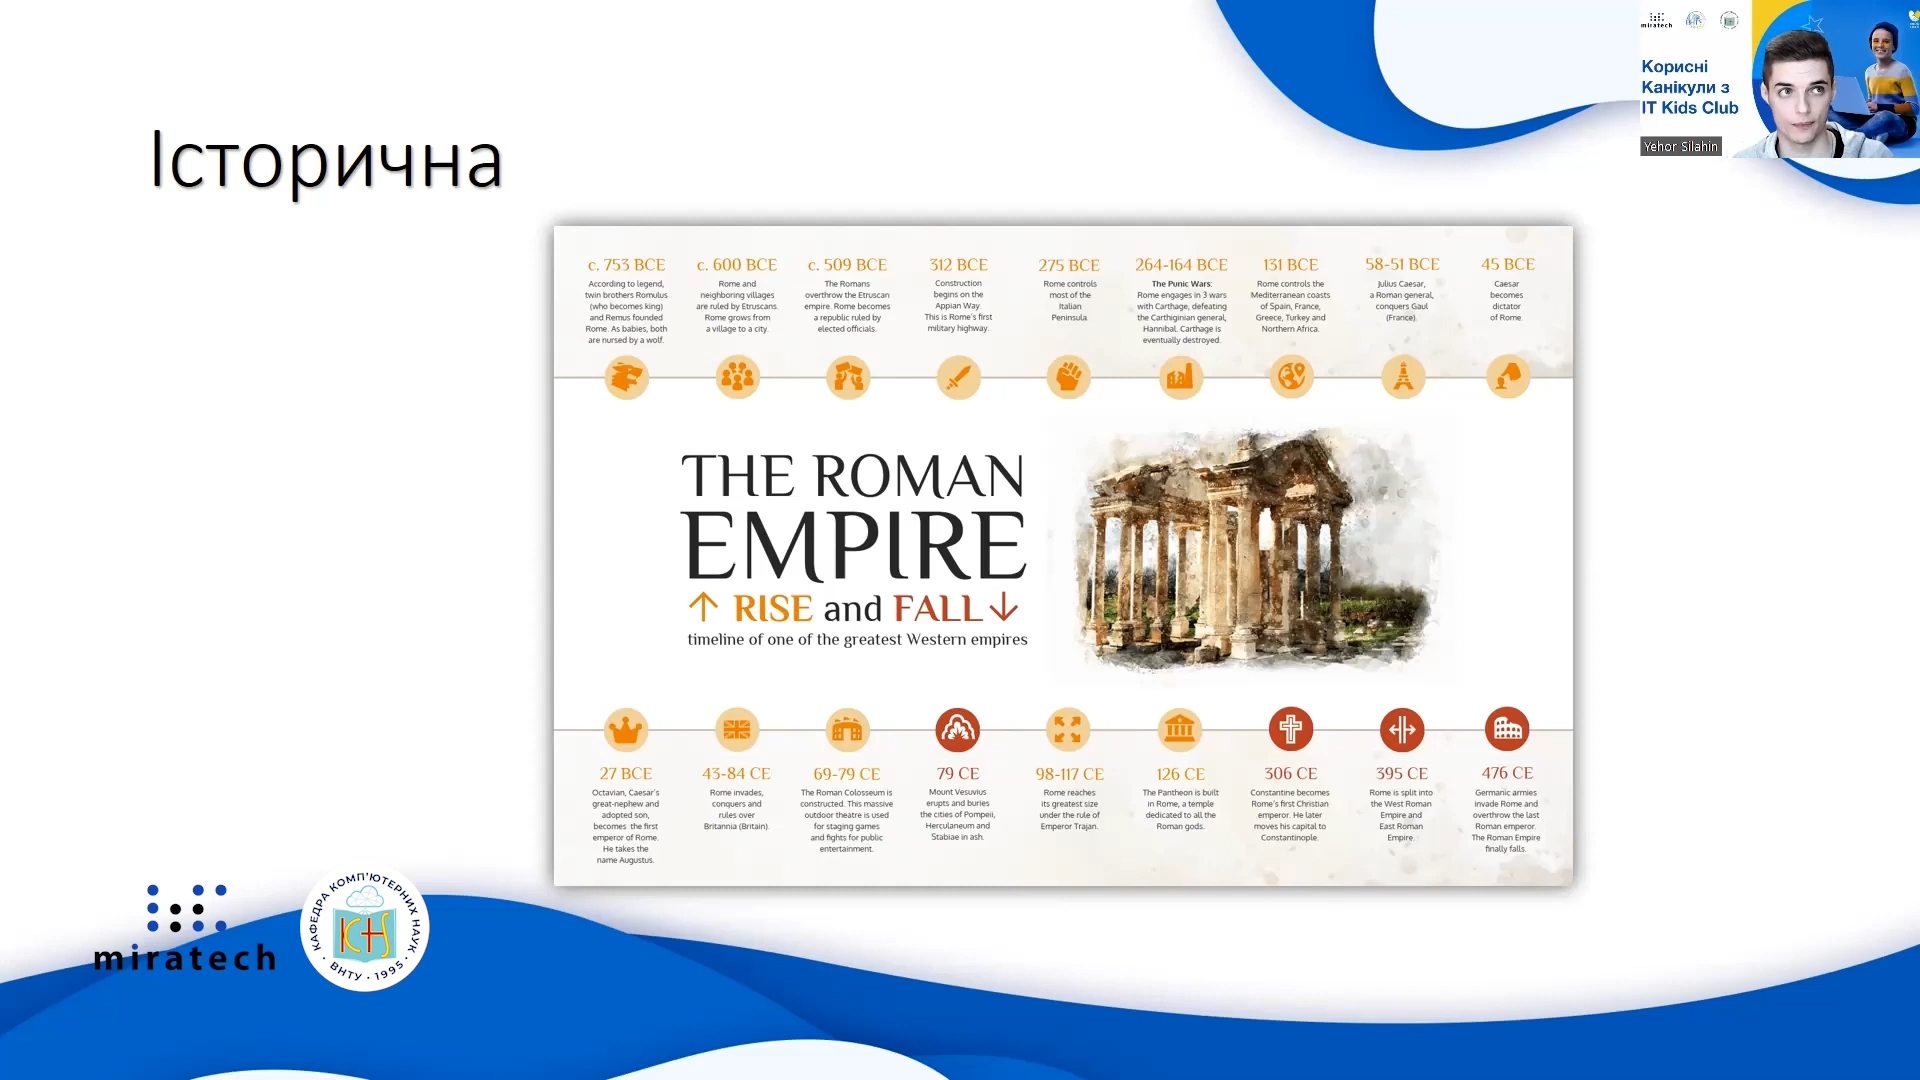 Історична
miratech
Корисні
Канікули з
IT Kids Club
Yehor Silahin
c. 753 BCE
According to legend,
twin brothers Romulus
(who becomes king)
and Remus founded
Rome. As babies, both
are nursed by a wolf.
c. 600 BCE
Rome and
neighboring villages
are ruled by Etruscans.
Rome grows from
a village to a city.
c. 509 BCE
The Romans
overthrow the Etruscan
empire. Rome becomes
a republic ruled by
elected officials.
312 BCE
Construction
begins on the
Appian Way.
This is Rome's first
military highway.
275 BCE
Rome controls
most of the
Italian
Peninsula.
264-164 BCE
The Punic Wars:
Rome engages in 3 wars
with Carthage, defeating
the Carthiginian general,
Hannibal. Carthage is
eventually destroyed.
131 BCE
Rome controls the
Mediterranean coasts
of Spain, France,
Greece, Turkey and
Northern Africa.
58-51 BCE
Julius Caesar,
a Roman general,
conquers Gaul
(France).
45 BCE
Caesar
becomes
dictator
of Rome.
THE ROMAN
EMPIRE
↑ RISE and FALL ↓
timeline of one of the greatest Western empires
27 BCE
Octavian, Caesar's
great-nephew and
adopted son,
becomes the first
emperor of Rome.
He takes the
name Augustus.
43-84 CE
Rome invades,
conquers and
rules over
Britannia (Britain).
69-79 CE
The Roman Colosseum is
constructed. This massive
outdoor theatre is used
for staging games
and fights for public
entertainment.
79 CE
Mount Vesuvius
erupts and buries
the cities of Pompeii,
Herculaneum and
Stabiae in ash.
98-117 CE
Rome reaches
its greatest size
under the rule of
Emperor Trajan.
126 CE
The Pantheon is built
in Rome, a temple
dedicated to all the
Roman gods.
306 CE
Constantine becomes
Rome's first Christian
emperor. He later
moves his capital to
Constantinople.
395 CE
Rome is split into
the West Roman
Empire and
East Roman
Empire.
476 CE
Germanic armies
invade Rome and
overthrow the last
Roman emperor.
The Roman Empire
finally falls.
miratech
КАФЕДРА КОМП'ЮТЕРНИХ НАУК
ВНТУ · 1995